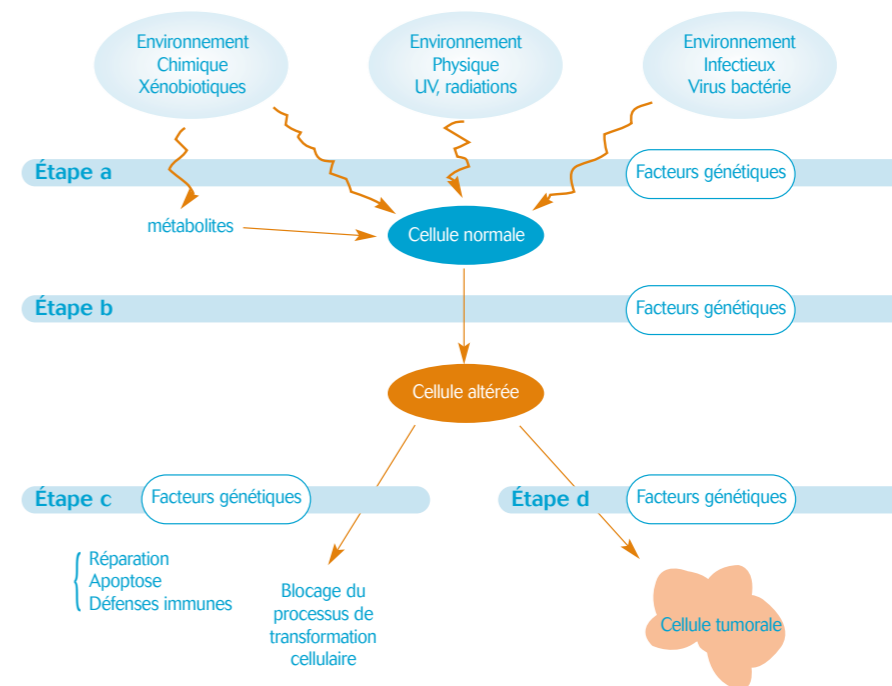 Environnement
Chimique
Xénobiotiques
Environnement
Physique
UV, radiations
Environnement
Infectieux
Virus bactérie
Étape a
Facteurs génétiques
métabolites
Cellule normale
Étape b
Facteurs génétiques
Cellule altérée
Étape c
Facteurs génétiques
Étape d
Facteurs génétiques
Réparation
Apoptose
Défenses immunes
Blocage du
processus de
transformation
cellulaire
Cellule tumorale